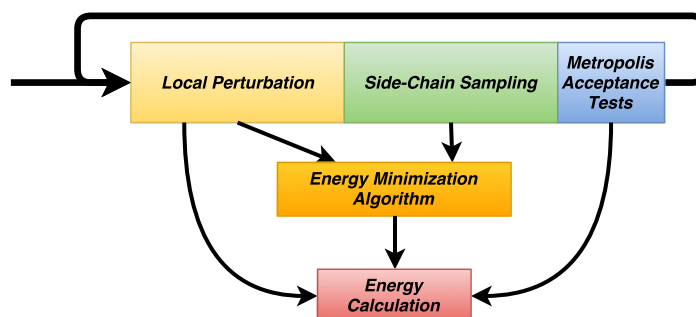 Local Perturbation
Side-Chain Sampling
Metropolis
Acceptance
Tests
Energy Minimization
Algorithm
Energy
Calculation